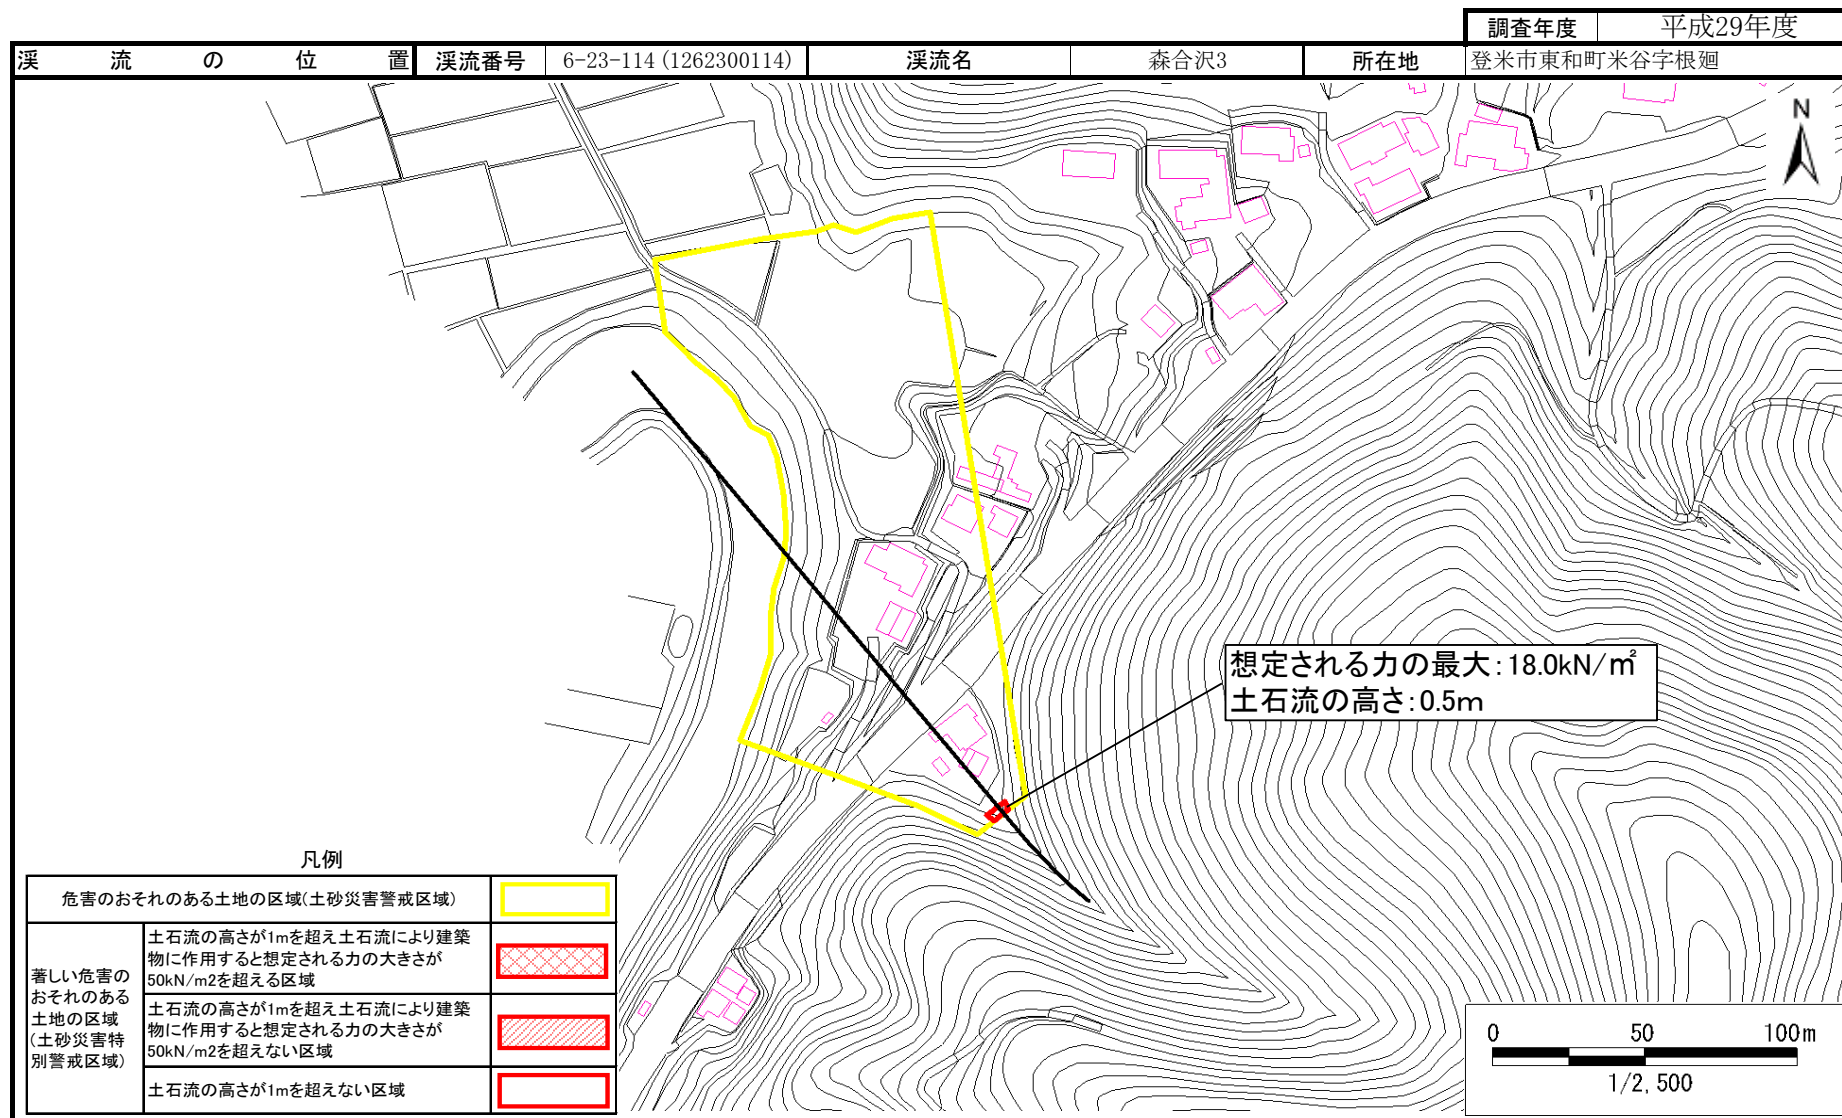 調査年度 平成29年度
渓流の位置 渓流番号 6-23-114 (1262300114) 渓流名 森合沢3 所在地 登米市東和町米谷字根廻
N
想定される力の最大：18.0kN/㎡
土石流の高さ：0.5m
凡例
危害のおそれのある土地の区域(土砂災害警戒区域)
著しい危害の
おそれのある
土地の区域
(土砂災害特
別警戒区域)
土石流の高さが1mを超え土石流により建築
物に作用すると想定される力の大きさが
50kN/m2を超える区域
土石流の高さが1mを超え土石流により建築
物に作用すると想定される力の大きさが
50kN/m2を超えない区域
土石流の高さが1mを超えない区域
0 50 100m
1/2,500